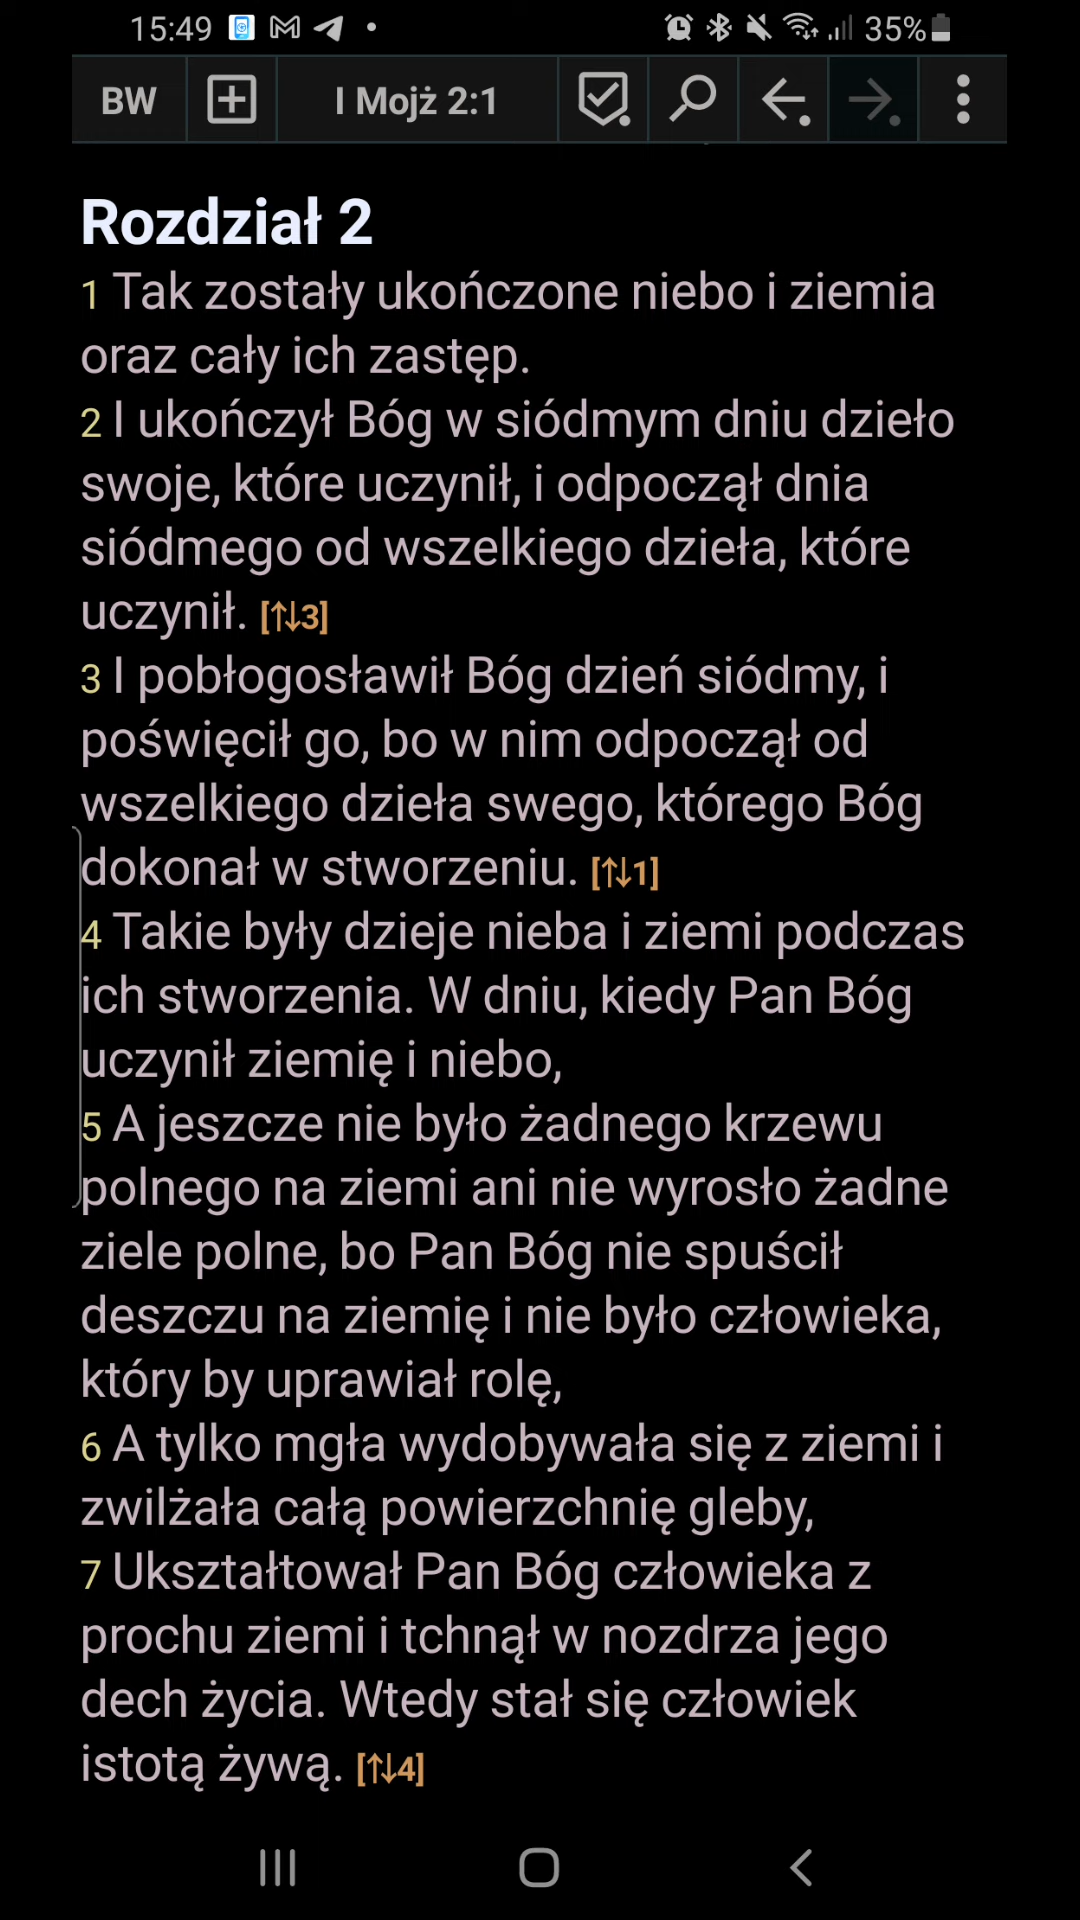 15:49 35%
BW I Mojż 2:1
Rozdział 2
1 Tak zostały ukończone niebo i ziemia
oraz cały ich zastęp.
2 I ukończył Bóg w siódmym dniu dzieło
swoje, które uczynił, i odpoczął dnia
siódmego od wszelkiego dzieła, które
uczynił. [↑↓3]
3 I pobłogosławił Bóg dzień siódmy, i
poświęcił go, bo w nim odpoczął od
wszelkiego dzieła swego, którego Bóg
dokonał w stworzeniu. [↑↓1]
4 Takie były dzieje nieba i ziemi podczas
ich stworzenia. W dniu, kiedy Pan Bóg
uczynił ziemię i niebo,
5 A jeszcze nie było żadnego krzewu
polnego na ziemi ani nie wyrosło żadne
ziele polne, bo Pan Bóg nie spuścił
deszczu na ziemię i nie było człowieka,
który by uprawiał rolę,
6 A tylko mgła wydobywała się z ziemi i
zwilżała całą powierzchnię gleby,
7 Ukształtował Pan Bóg człowieka z
prochu ziemi i tchnął w nozdrza jego
dech życia. Wtedy stał się człowiek
istotą żywą. [↑↓4]